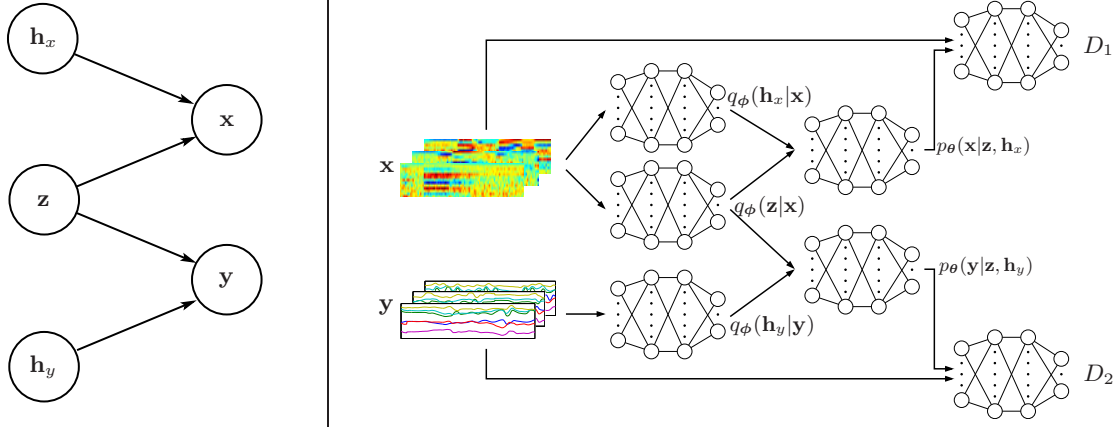 h_x
x
z
y
h_y
x
y
q_ϕ(h_x|x)
q_ϕ(z|x)
q_ϕ(h_y|y)
p_θ(x|z, h_x)
p_θ(y|z, h_y)
D_1
D_2